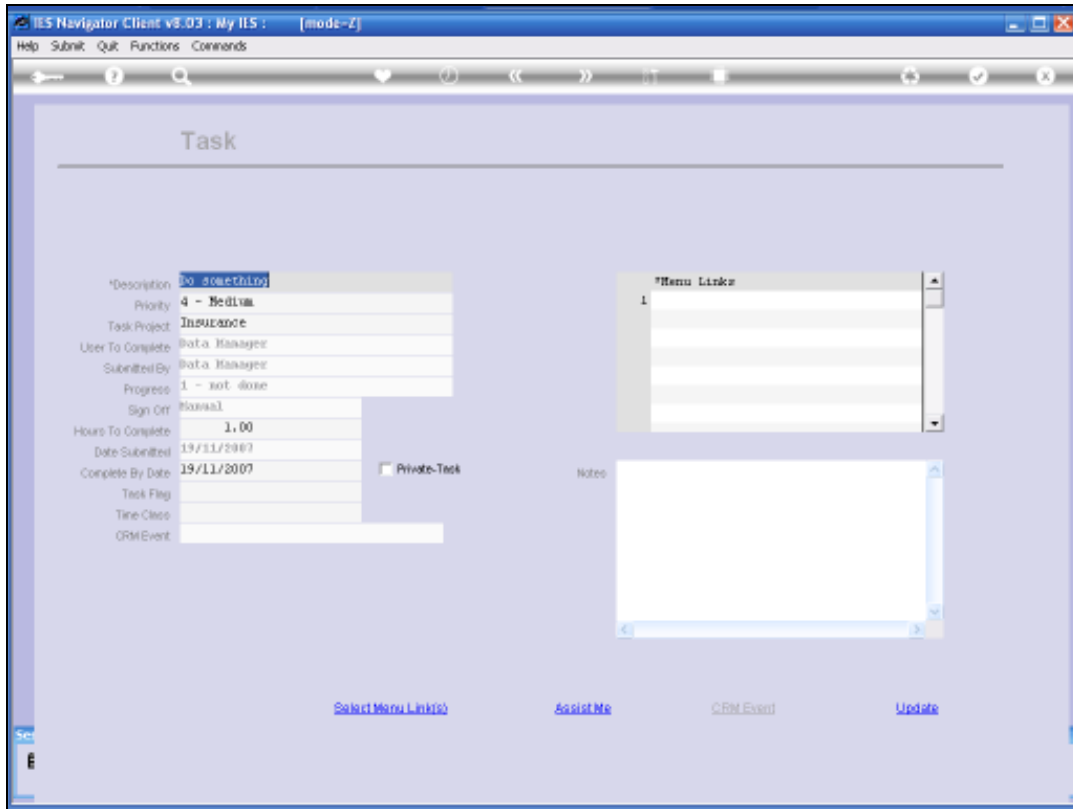 IES Navigator Client v8.03 : My IES : [mode=Z]
Help Submit Quit Functions Commands
Task
*Description Do something
Priority 4 - Medium
Task Project Insurance
User To Complete Data Manager
Submitted By Data Manager
Progress 1 - not done
Sign Off Manual
Hours To Complete 1.00
Date Submitted 19/11/2007
Complete By Date 19/11/2007
Private-Task
Task Flag
Time Class
CRM Event
*Menu Links
1
Notes
Select Menu Link(s) Assist Me CRM Event Update